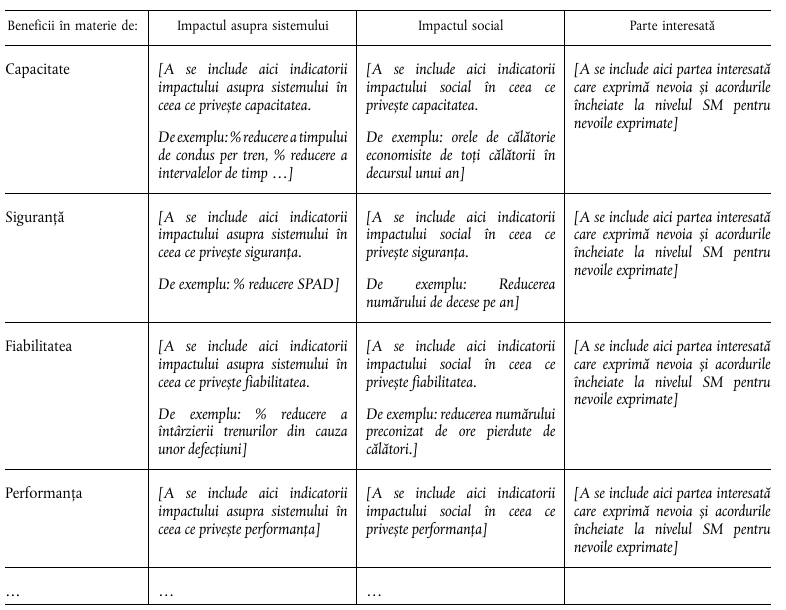 Beneficii în materie de: Impactul asupra sistemului Impactul social Parte interesată
Capacitate
[A se include aici indicatorii
impactului asupra sistemului în
ceea ce privește capacitatea.
De exemplu: % reducere a timpului
de condus per tren, % reducere a
intervalelor de timp …]
[A se include aici indicatorii
impactului social în ceea ce
privește capacitatea.
De exemplu: orele de călătorie
economisite de toți călătorii în
decursul unui an]
[A se include aici partea interesată
care exprimă nevoia și acordurile
încheiate la nivelul SM pentru
nevoile exprimate]
Siguranță
[A se include aici indicatorii
impactului asupra sistemului în
ceea ce privește siguranța.
De exemplu: % reducere SPAD]
[A se include aici indicatorii
impactului social în ceea ce
privește siguranța.
De exemplu: Reducerea
numărului de decese pe an]
[A se include aici partea interesată
care exprimă nevoia și acordurile
încheiate la nivelul SM pentru
nevoile exprimate]
Fiabilitatea
[A se include aici indicatorii
impactului asupra sistemului în
ceea ce privește fiabilitatea.
De exemplu: % reducere a
întârzierii trenurilor din cauza
unor defecțiuni]
[A se include aici indicatorii
impactului social în ceea ce
privește fiabilitatea.
De exemplu: reducerea numărului
preconizat de ore pierdute de
călători.]
[A se include aici partea interesată
care exprimă nevoia și acordurile
încheiate la nivelul SM pentru
nevoile exprimate]
Performanța
[A se include aici indicatorii
impactului asupra sistemului în
ceea ce privește performanța]
[A se include aici indicatorii
impactului social în ceea ce
privește performanța]
[A se include aici partea interesată
care exprimă nevoia și acordurile
încheiate la nivelul SM pentru
nevoile exprimate]
… … …